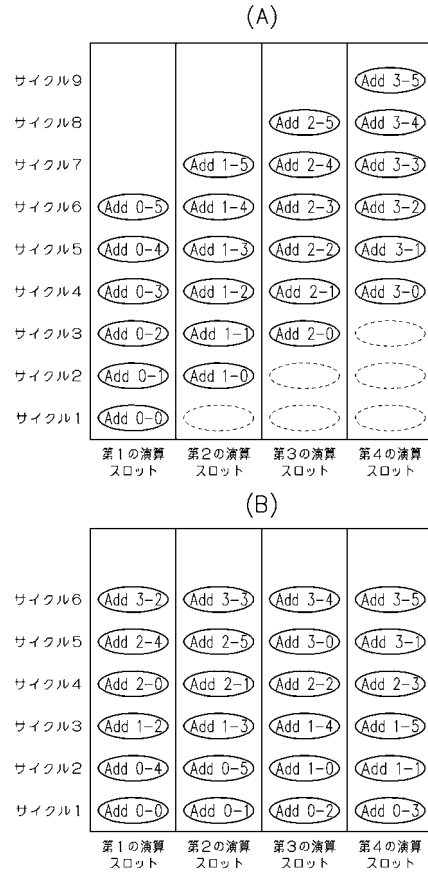 (A)
サイクル9 Add 3-5
サイクル8 Add 2-5 Add 3-4
サイクル7 Add 1-5 Add 2-4 Add 3-3
サイクル6 Add 0-5 Add 1-4 Add 2-3 Add 3-2
サイクル5 Add 0-4 Add 1-3 Add 2-2 Add 3-1
サイクル4 Add 0-3 Add 1-2 Add 2-1 Add 3-0
サイクル3 Add 0-2 Add 1-1 Add 2-0
サイクル2 Add 0-1 Add 1-0
サイクル1 Add 0-0
第1の演算 第2の演算 第3の演算 第4の演算
スロット スロット スロット スロット
(B)
サイクル6 Add 3-2 Add 3-3 Add 3-4 Add 3-5
サイクル5 Add 2-4 Add 2-5 Add 3-0 Add 3-1
サイクル4 Add 2-0 Add 2-1 Add 2-2 Add 2-3
サイクル3 Add 1-2 Add 1-3 Add 1-4 Add 1-5
サイクル2 Add 0-4 Add 0-5 Add 1-0 Add 1-1
サイクル1 Add 0-0 Add 0-1 Add 0-2 Add 0-3
第1の演算 第2の演算 第3の演算 第4の演算
スロット スロット スロット スロット